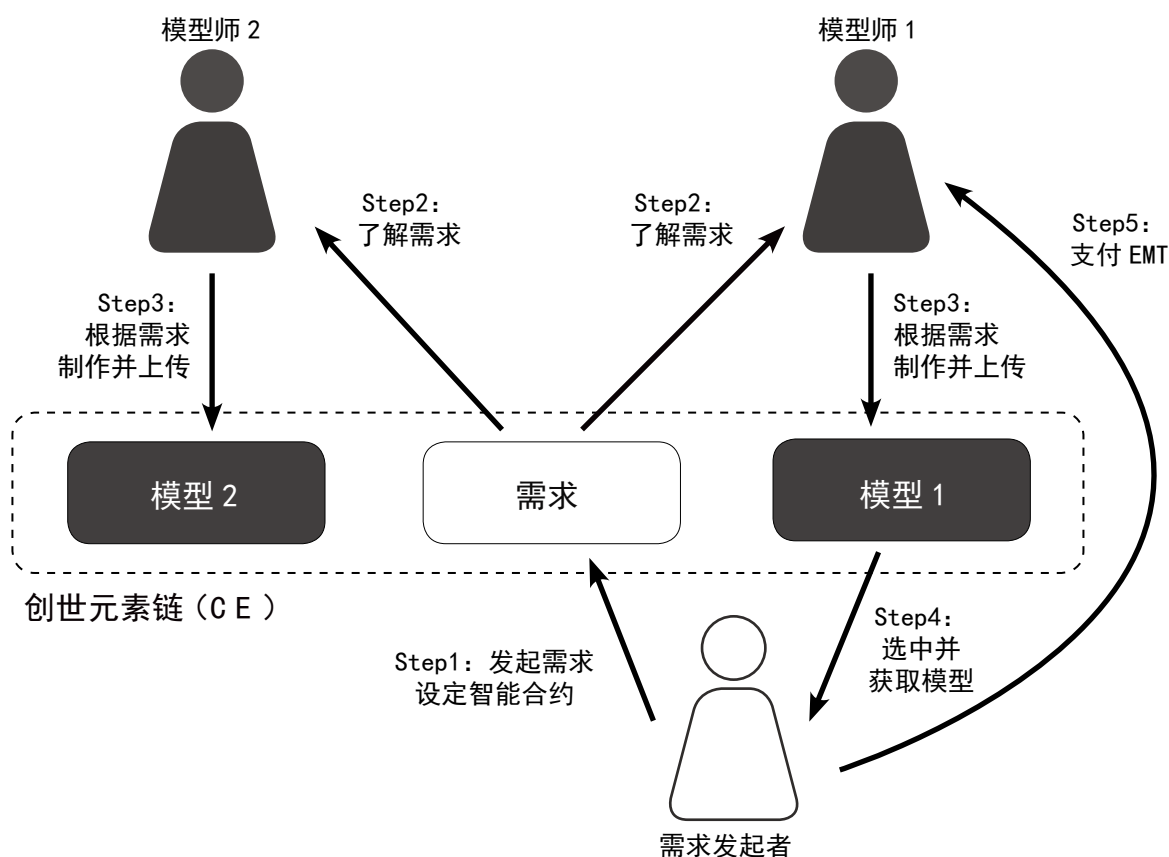 模型师 2
模型师 1
Step2：
了解需求
Step2：
了解需求
Step5：
支付 EMT
Step3：
根据需求
制作并上传
Step3：
根据需求
制作并上传
模型 2
需求
模型 1
创世元素链（CE）
Step1：发起需求
设定智能合约
Step4：
选中并
获取模型
需求发起者